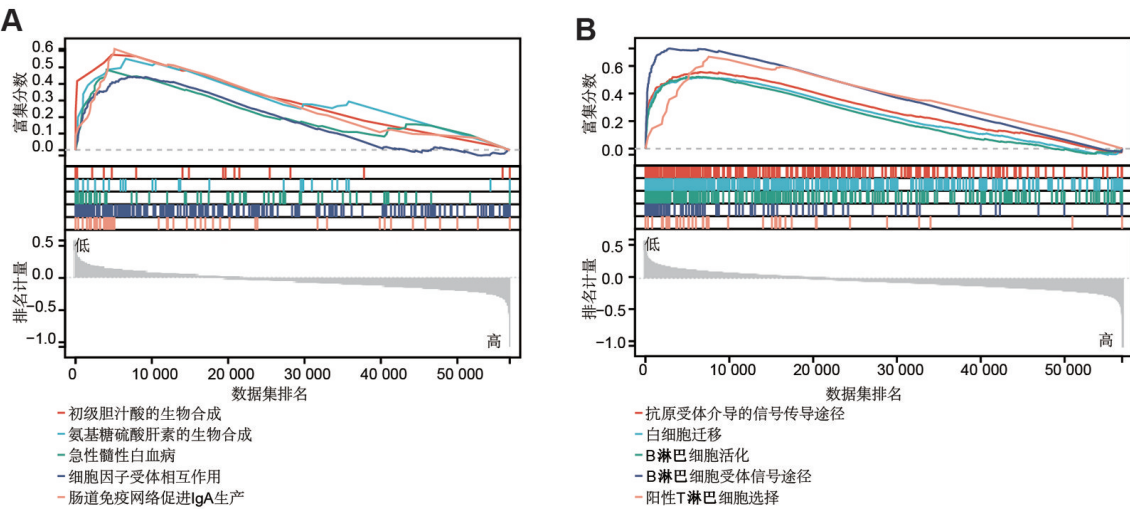 A
0.6
0.5
0.4
0.3
0.2
0.1
0.0
富集分数
0.5
0.0
−0.5
−1.0
排名计量
低
高
0
10 000
20 000
30 000
40 000
50 000
数据集排名
初级胆汁酸的生物合成
氨基糖硫酸肝素的生物合成
急性髓性白血病
细胞因子受体相互作用
肠道免疫网络促进IgA生产
B
0.6
0.4
0.2
0.0
富集分数
0.5
0.0
−0.5
−1.0
排名计量
低
高
0
10 000
20 000
30 000
40 000
50 000
数据集排名
抗原受体介导的信号传导途径
白细胞迁移
B淋巴细胞活化
B淋巴细胞受体信号途径
阳性T淋巴细胞选择